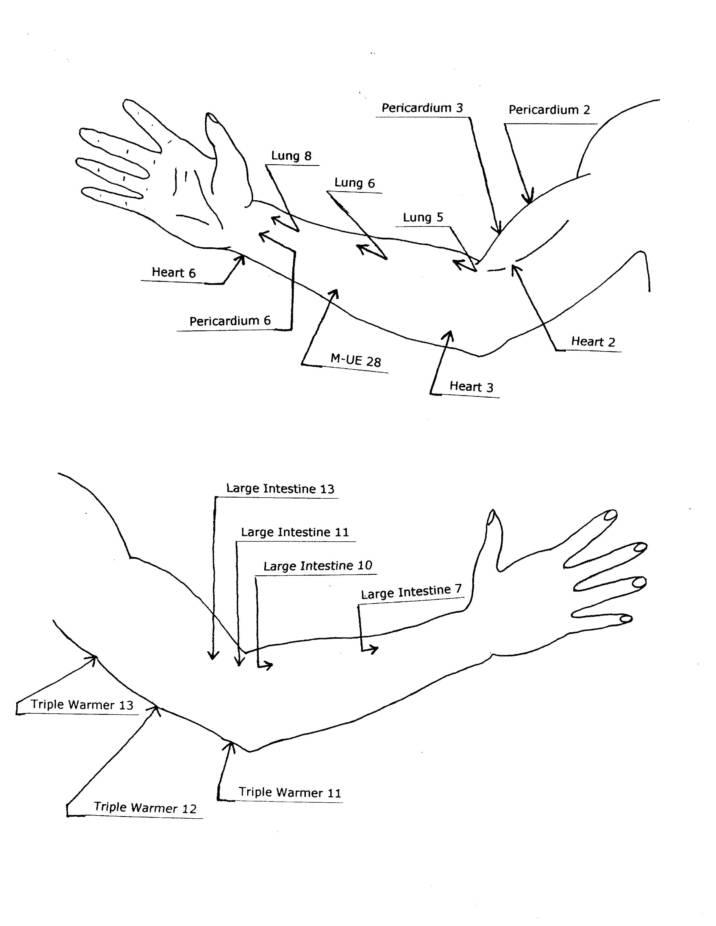 Pericardium 3
Pericardium 2
Lung 8
Lung 6
Lung 5
Heart 6
Pericardium 6
Heart 2
M-UE 28
Heart 3
Large Intestine 13
Large Intestine 11
Large Intestine 10
Large Intestine 7
Triple Warmer 13
Triple Warmer 11
Triple Warmer 12